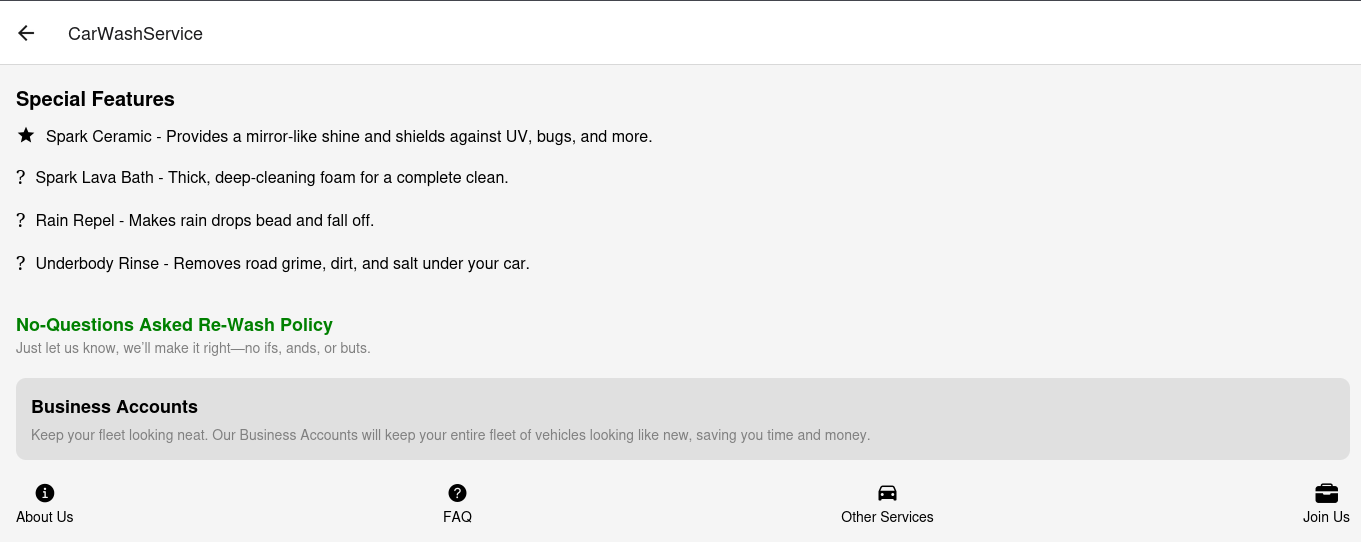 CarWashService
Special Features
Spark Ceramic - Provides a mirror-like shine and shields against UV, bugs, and more.
? Spark Lava Bath - Thick, deep-cleaning foam for a complete clean.
? Rain Repel - Makes rain drops bead and fall off.
? Underbody Rinse - Removes road grime, dirt, and salt under your car.
No-Questions Asked Re-Wash Policy
Just let us know, we'll make it right—no ifs, ands, or buts.
Business Accounts
Keep your fleet looking neat. Our Business Accounts will keep your entire fleet of vehicles looking like new, saving you time and money.
About Us FAQ Other Services Join Us